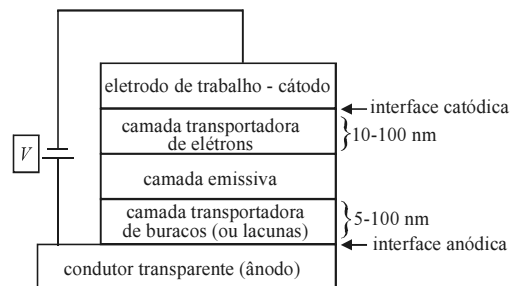 eletrodo de trabalho - cátodo
interface catódica
camada transportadora
de elétrons
10-100 nm
V
camada emissiva
camada transportadora
de buracos (ou lacunas)
5-100 nm
interface anódica
condutor transparente (ânodo)